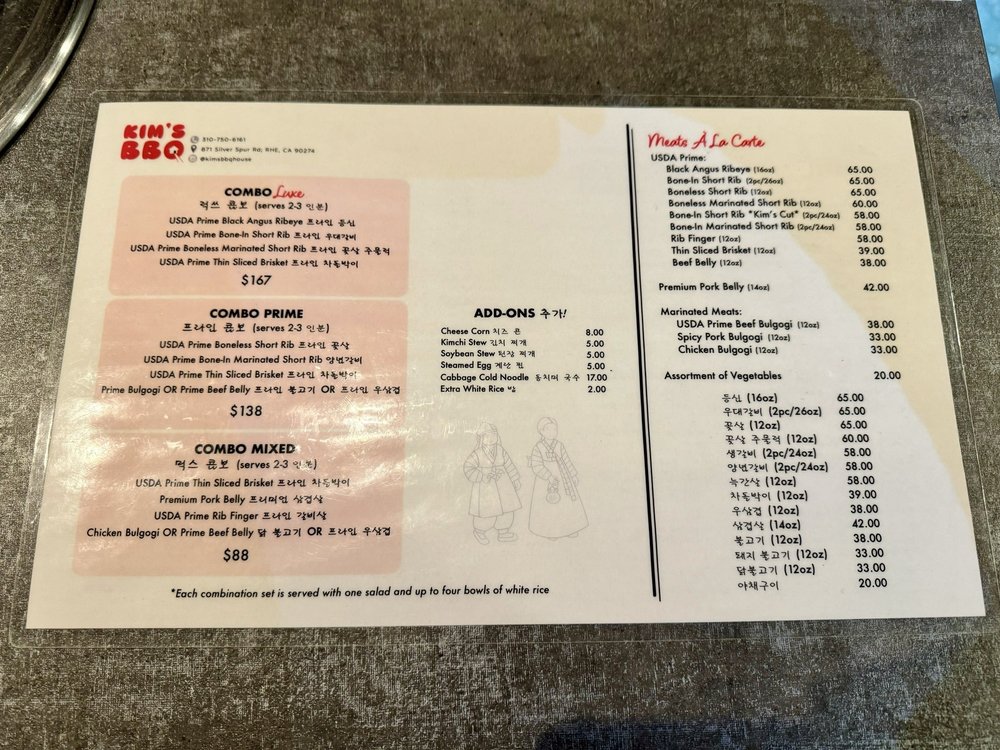 KIM'S
BBQ
310-750-6161
871 Silver Spur Rd; RHE, CA 90274
@kimsbbqhouse
COMBO Luxe
럭쓰 콤보 (serves 2-3 인분)
USDA Prime Black Angus Ribeye 프라임 등심
USDA Prime Bone-In Short Rib 프라임 우대갈비
USDA Prime Boneless Marinated Short Rib 프라임 꽃살 주물럭
USDA Prime Thin Sliced Brisket 프라임 차돌박이
$167
COMBO PRIME
프라임 콤보 (serves 2-3 인분)
USDA Prime Boneless Short Rib 프라임 꽃살
USDA Prime Bone-In Marinated Short Rib 양념갈비
USDA Prime Thin Sliced Brisket 프라임 차돌박이
Prime Bulgogi OR Prime Beef Belly 프라임 불고기 OR 프라임 우삼겹
$138
COMBO MIXED
믹스 콤보 (serves 2-3 인분)
USDA Prime Thin Sliced Brisket 프라임 차돌박이
Premium Pork Belly 프리미엄 삼겹살
USDA Prime Rib Finger 프라임 갈비살
Chicken Bulgogi OR Prime Beef Belly 닭 불고기 OR 프라임 우삼겹
$88
*Each combination set is served with one salad and up to four bowls of white rice
ADD-ONS 추가!
Cheese Corn 치즈 콘 8.00
Kimchi Stew 김치 찌개 5.00
Soybean Stew 된장 찌개 5.00
Steamed Egg 계란 찜 5.00
Cabbage Cold Noodle 동치미 국수 17.00
Extra White Rice 밥 2.00
Meats À La Carte
USDA Prime:
Black Angus Ribeye (16oz) 65.00
Bone-In Short Rib (2pc/26oz) 65.00
Boneless Short Rib (12oz) 65.00
Boneless Marinated Short Rib (12oz) 60.00
Bone-In Short Rib "Kim's Cut" (2pc/24oz) 58.00
Bone-In Marinated Short Rib (2pc/24oz) 58.00
Rib Finger (12oz) 58.00
Thin Sliced Brisket (12oz) 39.00
Beef Belly (12oz) 38.00
Premium Pork Belly (14oz) 42.00
Marinated Meats:
USDA Prime Beef Bulgogi (12oz) 38.00
Spicy Pork Bulgogi (12oz) 33.00
Chicken Bulgogi (12oz) 33.00
Assortment of Vegetables 20.00
등심 (16oz) 65.00
우대갈비 (2pc/26oz) 65.00
꽃살 (12oz) 65.00
꽃살 주물럭 (12oz) 60.00
생갈비 (2pc/24oz) 58.00
양념갈비 (2pc/24oz) 58.00
늑간살 (12oz) 58.00
차돌박이 (12oz) 39.00
우삼겹 (12oz) 38.00
삼겹살 (14oz) 42.00
불고기 (12oz) 38.00
돼지 불고기 (12oz) 33.00
닭불고기 (12oz) 33.00
야채구이 20.00